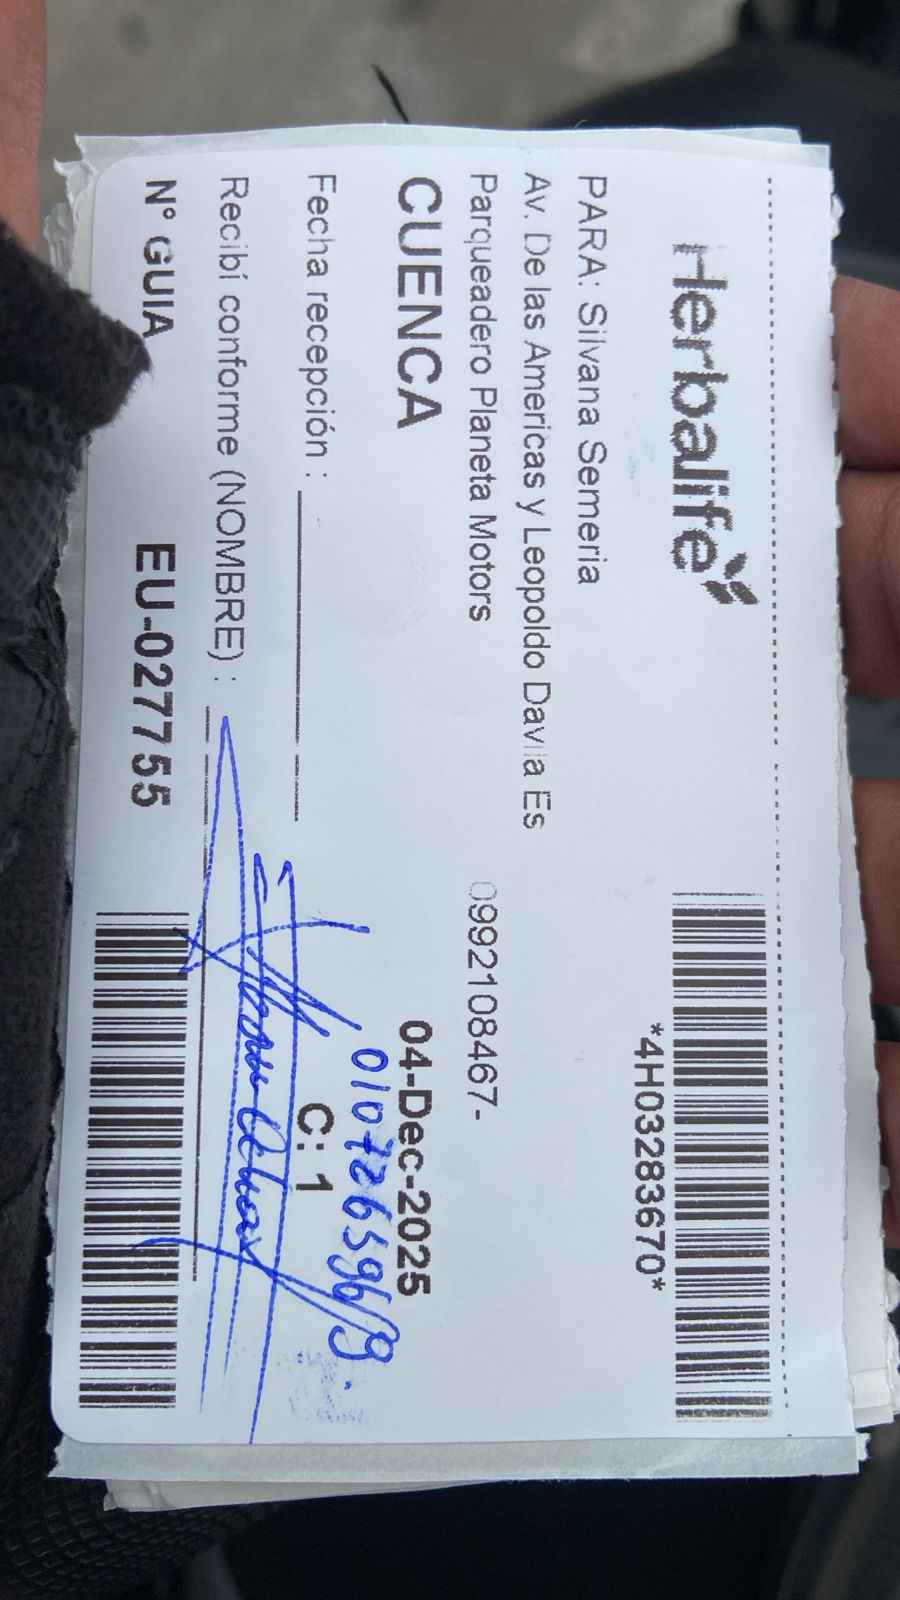 Herbalife
*4H03283670*
PARA: Silvana Semeria
Av. De las Americas y Leopoldo Davila Es
Parqueadero Planeta Motors 0992108467-
CUENCA 04-Dec-2025
Fecha recepción : C: 1
Recibí conforme (NOMBRE) :
N° GUIA EU-027755